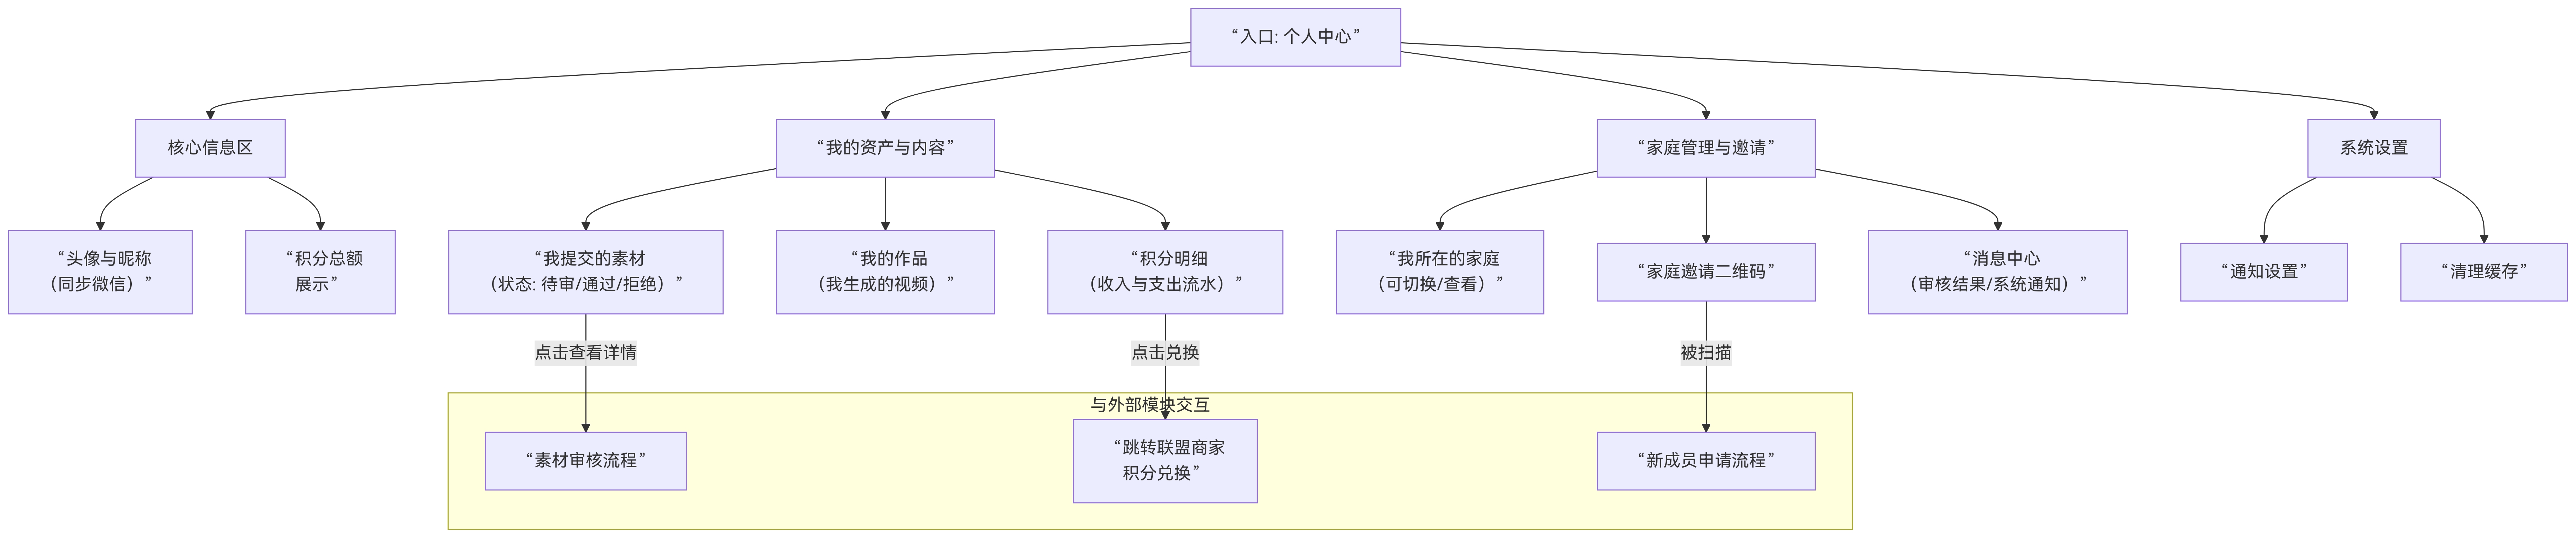 “入口: 个人中心”
核心信息区
“我的资产与内容”
“家庭管理与邀请”
系统设置
“头像与昵称
（同步微信）”
“积分总额
展示”
“我提交的素材
（状态: 待审/通过/拒绝）”
“我的作品
（我生成的视频）”
“积分明细
（收入与支出流水）”
“我所在的家庭
（可切换/查看）”
“家庭邀请二维码”
“消息中心
（审核结果/系统通知）”
“通知设置”
“清理缓存”
点击查看详情
点击兑换
被扫描
与外部模块交互
“素材审核流程”
“跳转联盟商家
积分兑换”
“新成员申请流程”